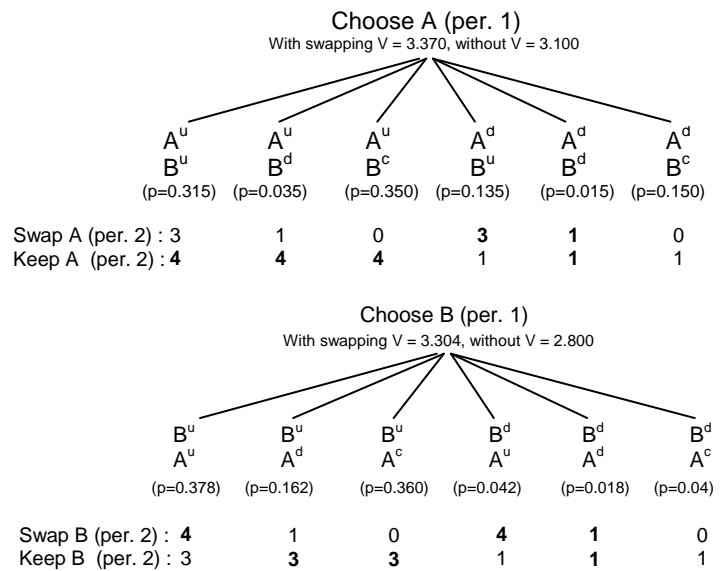 Choose A (per. 1)
With swapping V = 3.370, without V = 3.100
A^u A^u A^u A^d A^d A^d
B^u B^d B^c B^u B^d B^c
(p=0.315) (p=0.035) (p=0.350) (p=0.135) (p=0.015) (p=0.150)
Swap A (per. 2) : 3 1 0 3 1 0
Keep A (per. 2) : 4 4 4 1 1 1
Choose B (per. 1)
With swapping V = 3.304, without V = 2.800
B^u B^u B^u B^d B^d B^d
A^u A^d A^c A^u A^d A^c
(p=0.378) (p=0.162) (p=0.360) (p=0.042) (p=0.018) (p=0.04)
Swap B (per. 2) : 4 1 0 4 1 0
Keep B (per. 2) : 3 3 3 1 1 1